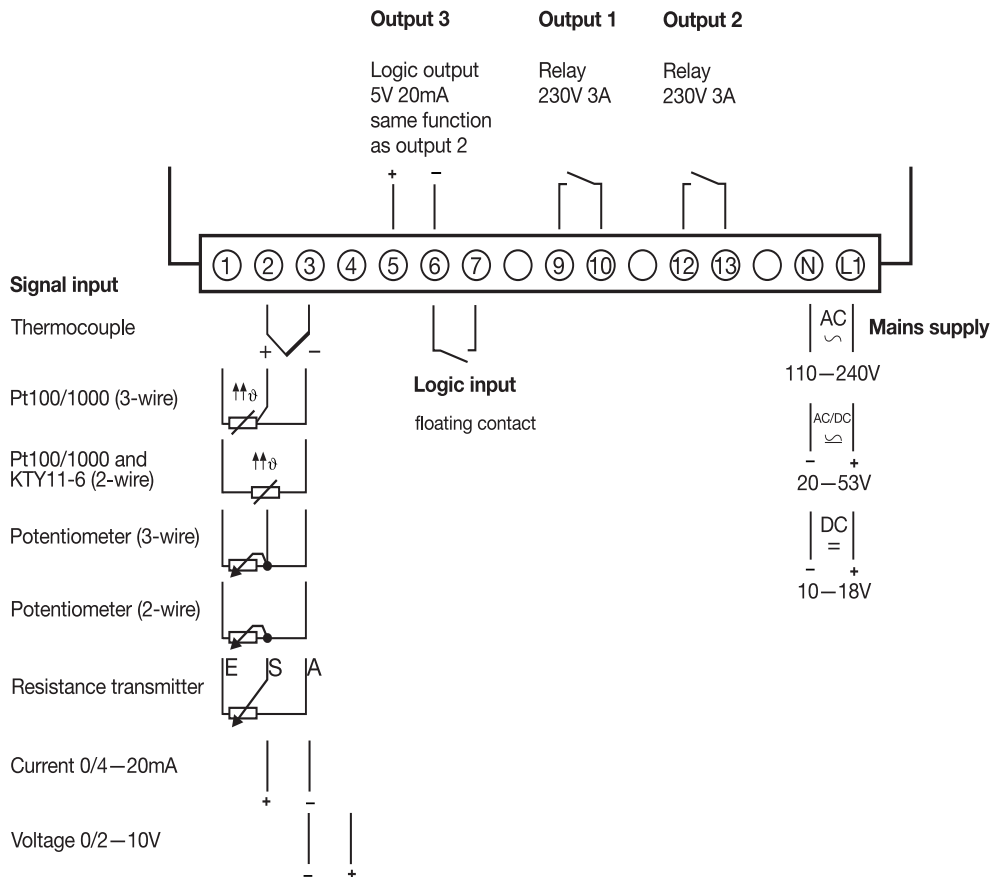 Output 3
Logic output
5V 20mA
same function
as output 2
+ −
Output 1
Relay
230V 3A
Output 2
Relay
230V 3A
1 2 3 4 5 6 7 9 10 12 13 N L1
Signal input
Thermocouple
+ −
Pt100/1000 (3-wire)
ϑ
Pt100/1000 and
KTY11-6 (2-wire)
ϑ
Potentiometer (3-wire)
Potentiometer (2-wire)
Resistance transmitter
E S A
Current 0/4—20mA
+ −
Voltage 0/2—10V
− +
Logic input
floating contact
Mains supply
AC
110—240V
AC/DC
− +
20—53V
DC
=
− +
10—18V